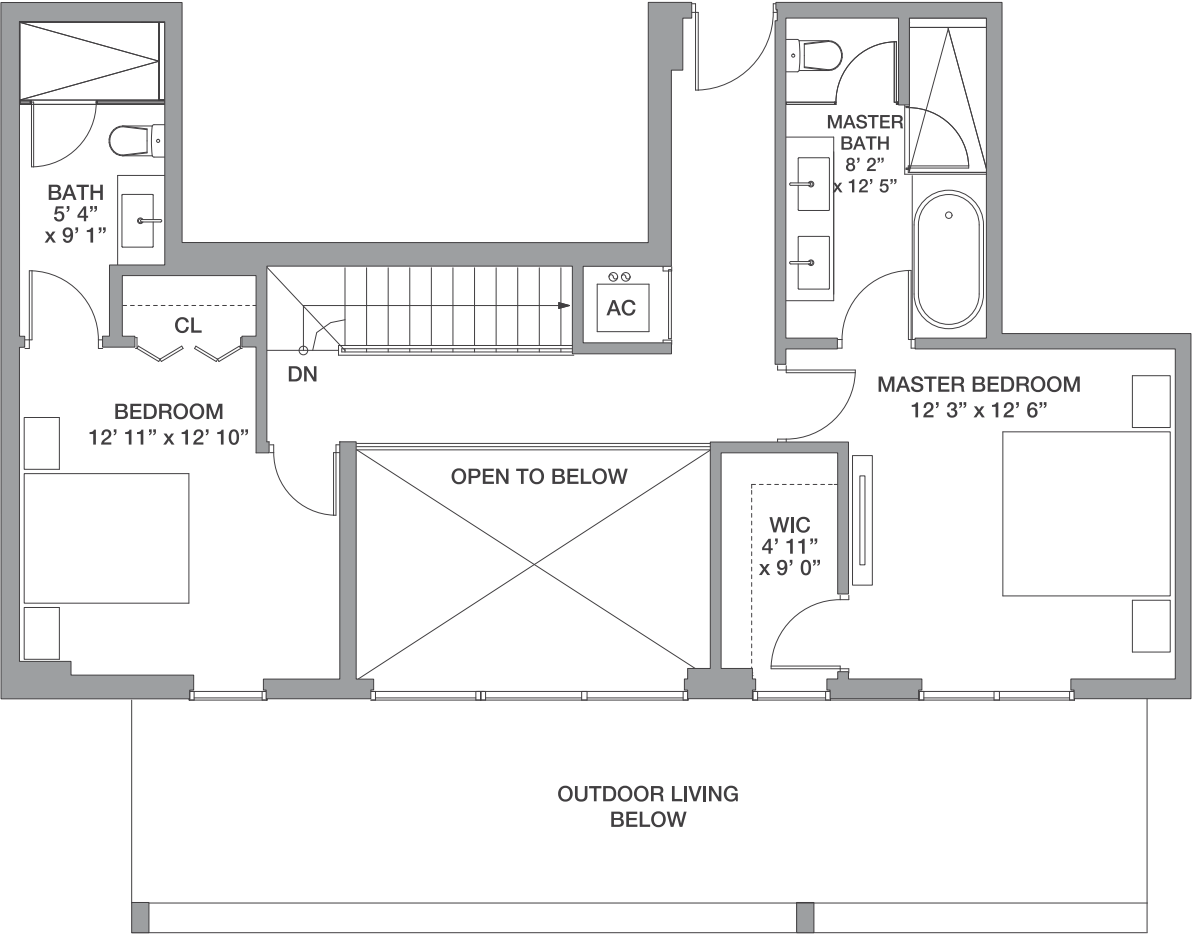 MASTER
BATH
8’ 2”
x 12’ 5”
BATH
5’ 4”
x 9’ 1”
CL
AC
DN
MASTER BEDROOM
12’ 3” x 12’ 6”
BEDROOM
12’ 11” x 12’ 10”
OPEN TO BELOW
WIC
4’ 11”
x 9’ 0”
OUTDOOR LIVING
BELOW